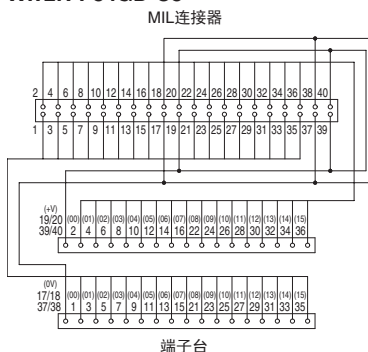 MIL连接器
2 4 6 8 10 12 14 16 18 20 22 24 26 28 30 32 34 36 38 40
1 3 5 7 9 11 13 15 17 19 21 23 25 27 29 31 33 35 37 39
(+V)
19/20 (00) (01) (02) (03) (04) (05) (06) (07) (08) (09) (10) (11) (12) (13) (14) (15)
39/40 2 4 6 8 10 12 14 16 22 24 26 28 30 32 34 36
(0V)
17/18 (00) (01) (02) (03) (04) (05) (06) (07) (08) (09) (10) (11) (12) (13) (14) (15)
37/38 1 3 5 7 9 11 13 15 21 23 25 27 29 31 33 35
端子台